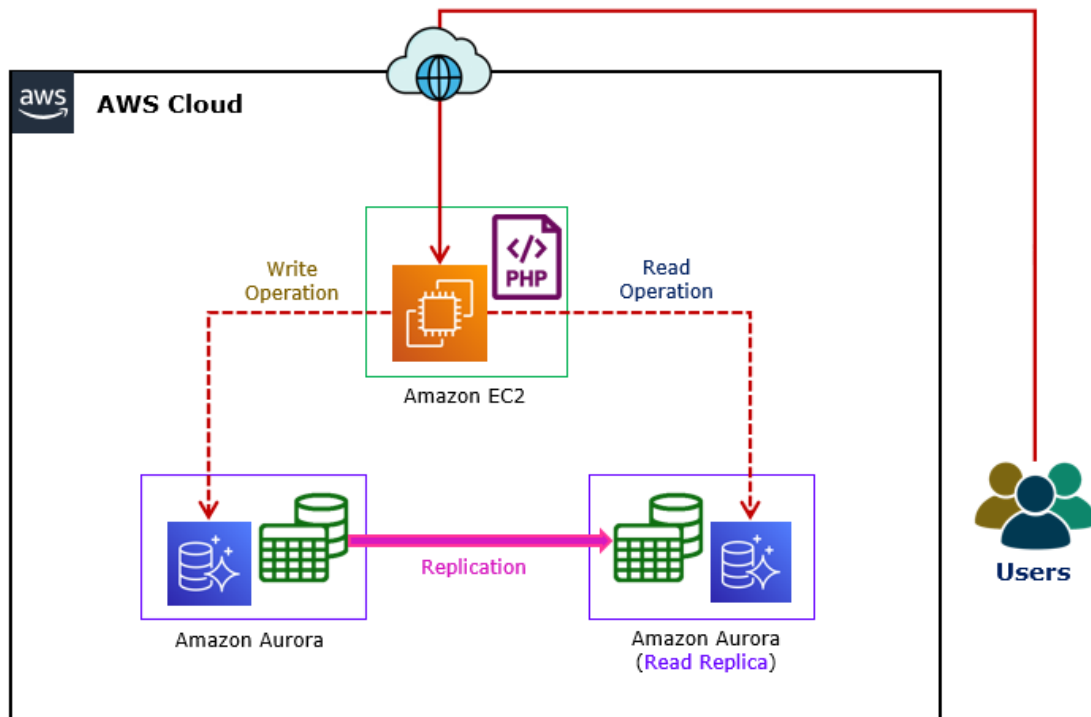 aws
AWS Cloud
PHP
Write
Operation
Read
Operation
Amazon EC2
Replication
Users
Amazon Aurora
Amazon Aurora
(Read Replica)